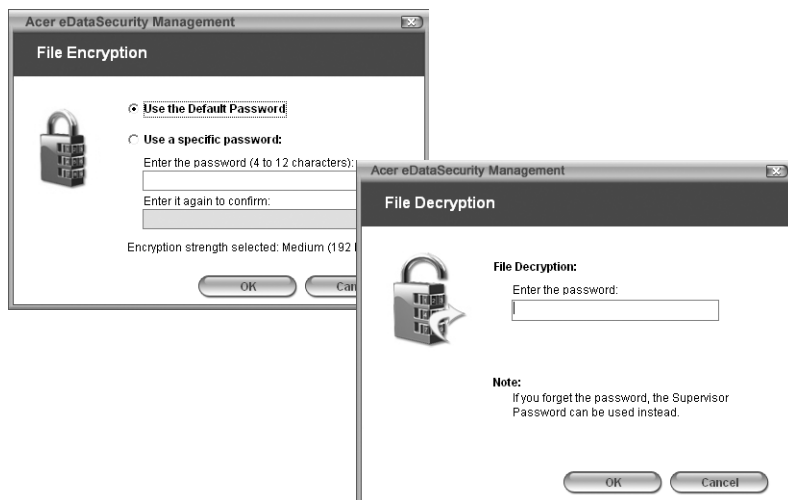 Acer eDataSecurity Management
File Encryption
Use the Default Password
Use a specific password:
Enter the password (4 to 12 characters):
Enter it again to confirm:
Encryption strength selected: Medium (192
OK
Can
Acer eDataSecurity Management
File Decryption
File Decryption:
Enter the password:
Note:
If you forget the password, the Supervisor
Password can be used instead.
OK
Cancel